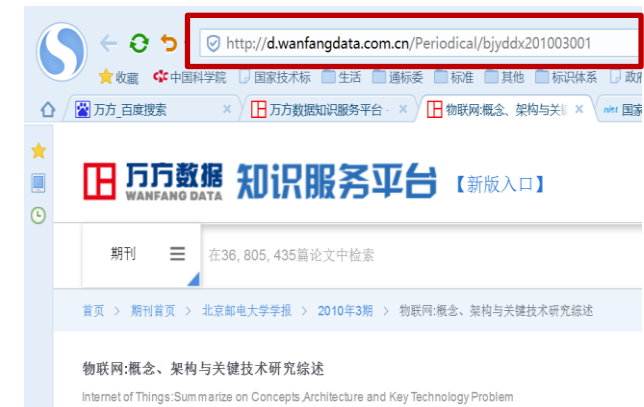 http://d.wanfangdata.com.cn/Periodical/bjyddx201003001
收藏 中国科学院 国家技术标 生活 通标委 标准 其他 标识体系 政府
万方_百度搜索 × 万方数据知识服务平台 - × 物联网:概念、架构与关键 × nist 国家
万方数据 知识服务平台 【新版入口】
WANFANG DATA
期刊 在36, 805, 435篇论文中检索
首页 > 期刊首页 > 北京邮电大学学报 > 2010年3期 > 物联网:概念、架构与关键技术研究综述
物联网:概念、架构与关键技术研究综述
Internet of Things:Summarize on Concepts,Architecture and Key Technology Problem